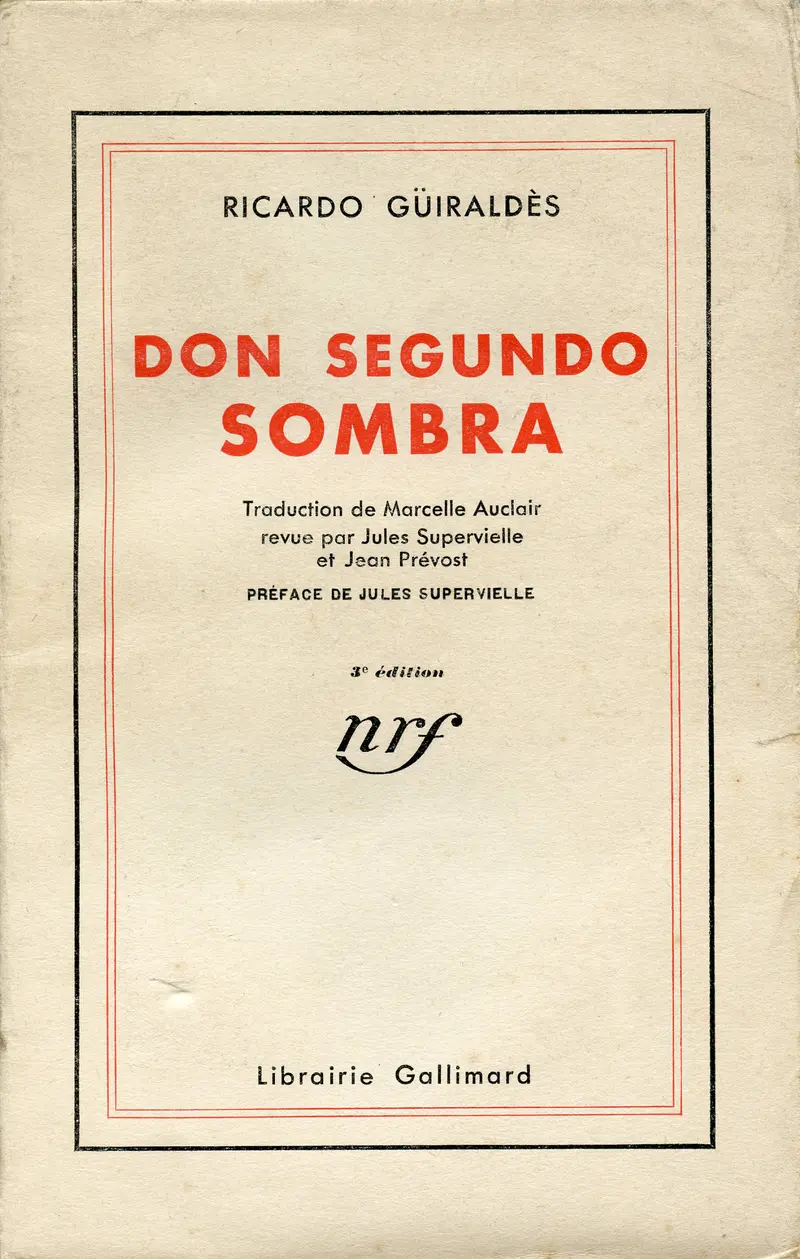 RICARDO GÜIRALDÈS
DON SEGUNDO
SOMBRA
Traduction de Marcelle Auclair
revue par Jules Supervielle
et Jean Prévost
PRÉFACE DE JULES SUPERVIELLE
3e édition
nrf
Librairie Gallimard